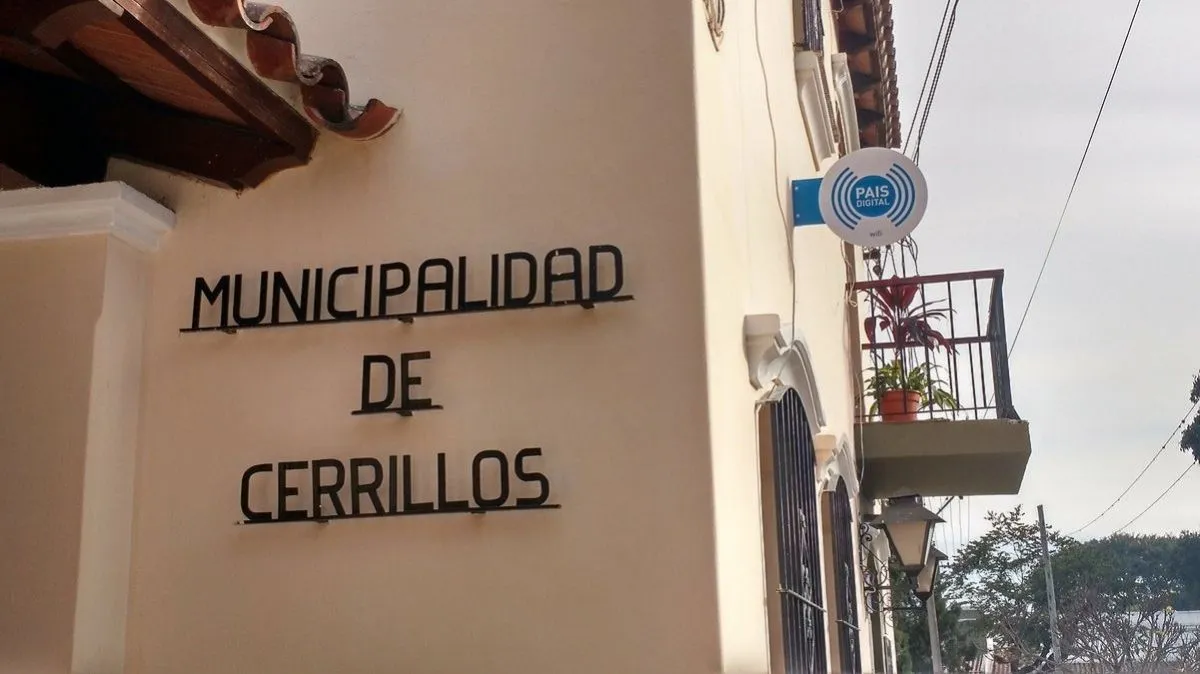 MUNICIPALIDAD
DE
CERRILLOS
PAIS
DIGITAL
wifi